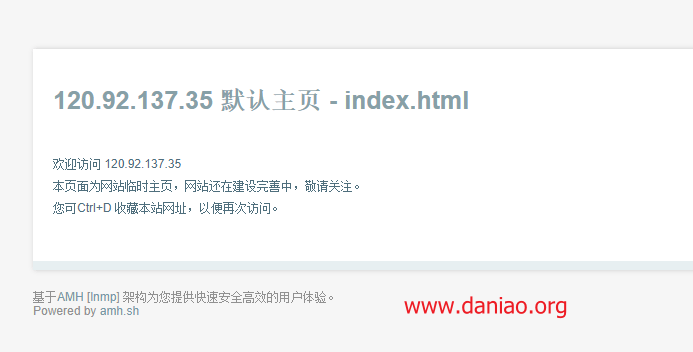 120.92.137.35 默认主页 - index.html
欢迎访问 120.92.137.35
本页面为网站临时主页，网站还在建设完善中，敬请关注。
您可Ctrl+D 收藏本站网址，以便再次访问。
基于AMH [lnmp] 架构为您提供快速安全高效的用户体验。
Powered by amh.sh
www.daniao.org